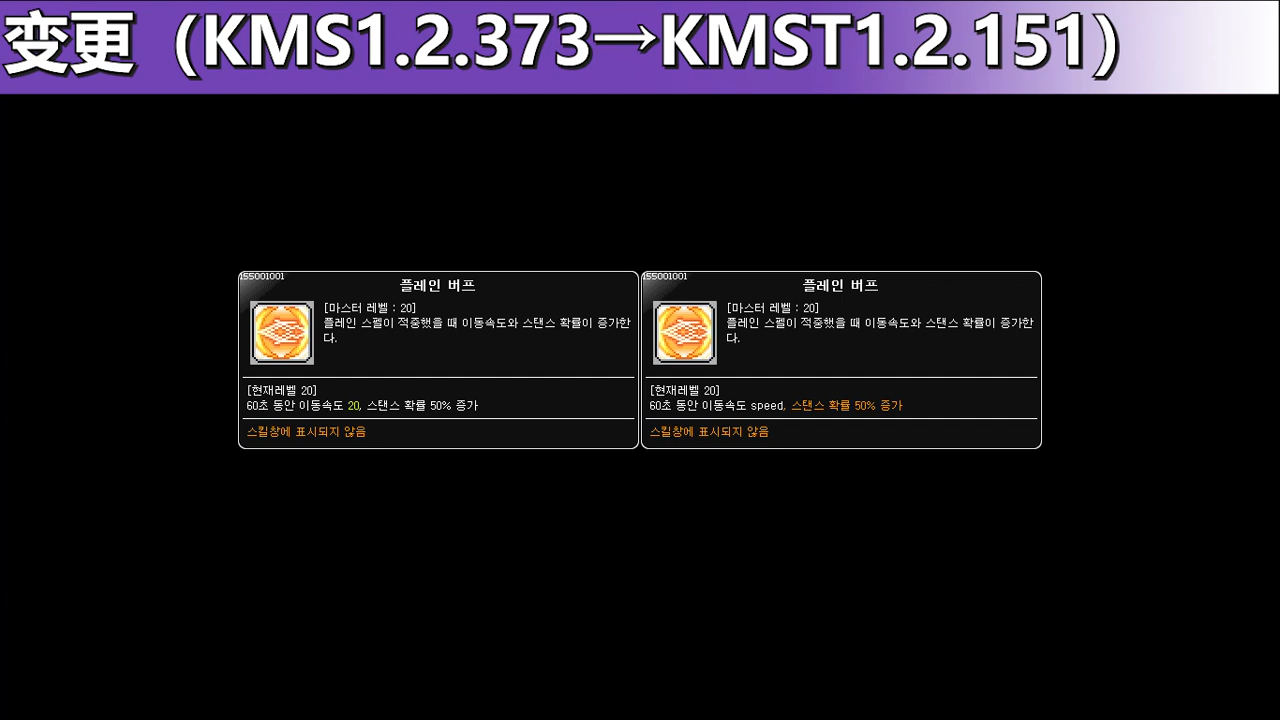 变更（KMS1.2.373→KMST1.2.151）
155001001
플레인 버프
[마스터 레벨 : 20]
플레인 스펠이 적중했을 때 이동속도와 스탠스 확률이 증가한
다.
[현재레벨 20]
60초 동안 이동속도 20, 스탠스 확률 50% 증가
스킬창에 표시되지 않음
155001001
플레인 버프
[마스터 레벨 : 20]
플레인 스펠이 적중했을 때 이동속도와 스탠스 확률이 증가한
다.
[현재레벨 20]
60초 동안 이동속도 speed, 스탠스 확률 50% 증가
스킬창에 표시되지 않음